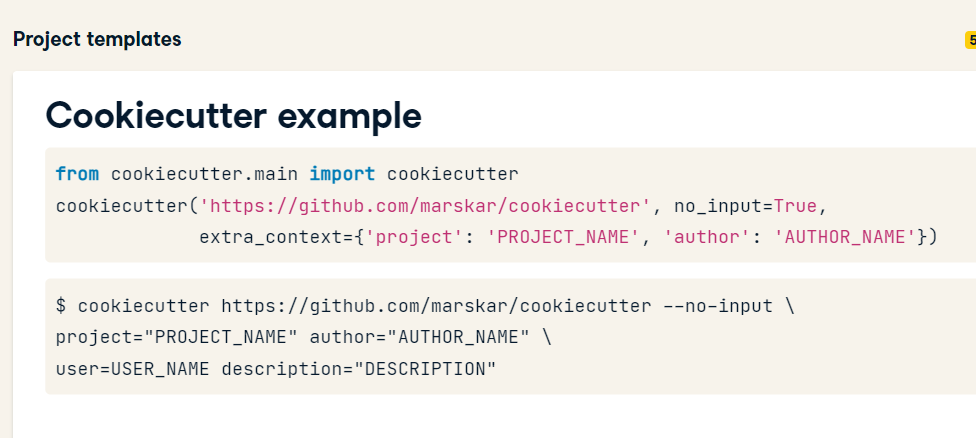 Project templates
5
Cookiecutter example
from cookiecutter.main import cookiecutter
cookiecutter('https://github.com/marskar/cookiecutter', no_input=True,
extra_context={'project': 'PROJECT_NAME', 'author': 'AUTHOR_NAME'})
$ cookiecutter https://github.com/marskar/cookiecutter --no-input \
project="PROJECT_NAME" author="AUTHOR_NAME" \
user=USER_NAME description="DESCRIPTION"